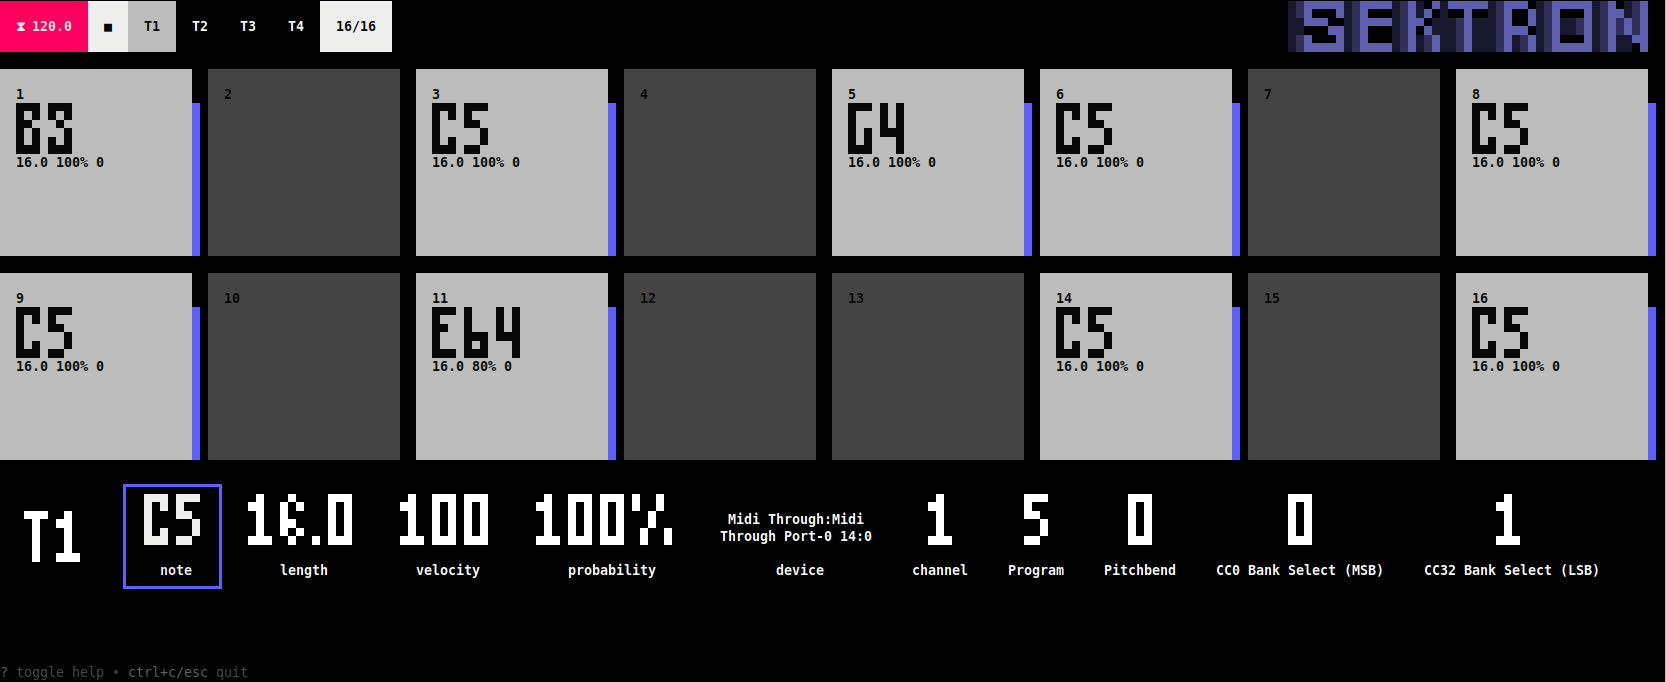 ⧗ 120.0 ■ T1 T2 T3 T4 16/16 SEKTRON
1 2 3 4 5 6 7 8
B3 C5 G4 C5 C5
16.0 100% 0 16.0 100% 0 16.0 100% 0 16.0 100% 0 16.0 100% 0
9 10 11 12 13 14 15 16
C5 Eb4 C5 C5
16.0 100% 0 16.0 80% 0 16.0 100% 0 16.0 100% 0
T1 C5 16.0 100 100% Midi Through:Midi 1 5 0 0 1
Through Port-0 14:0
note length velocity probability device channel Program Pitchbend CC0 Bank Select (MSB) CC32 Bank Select (LSB)
? toggle help • ctrl+c/esc quit